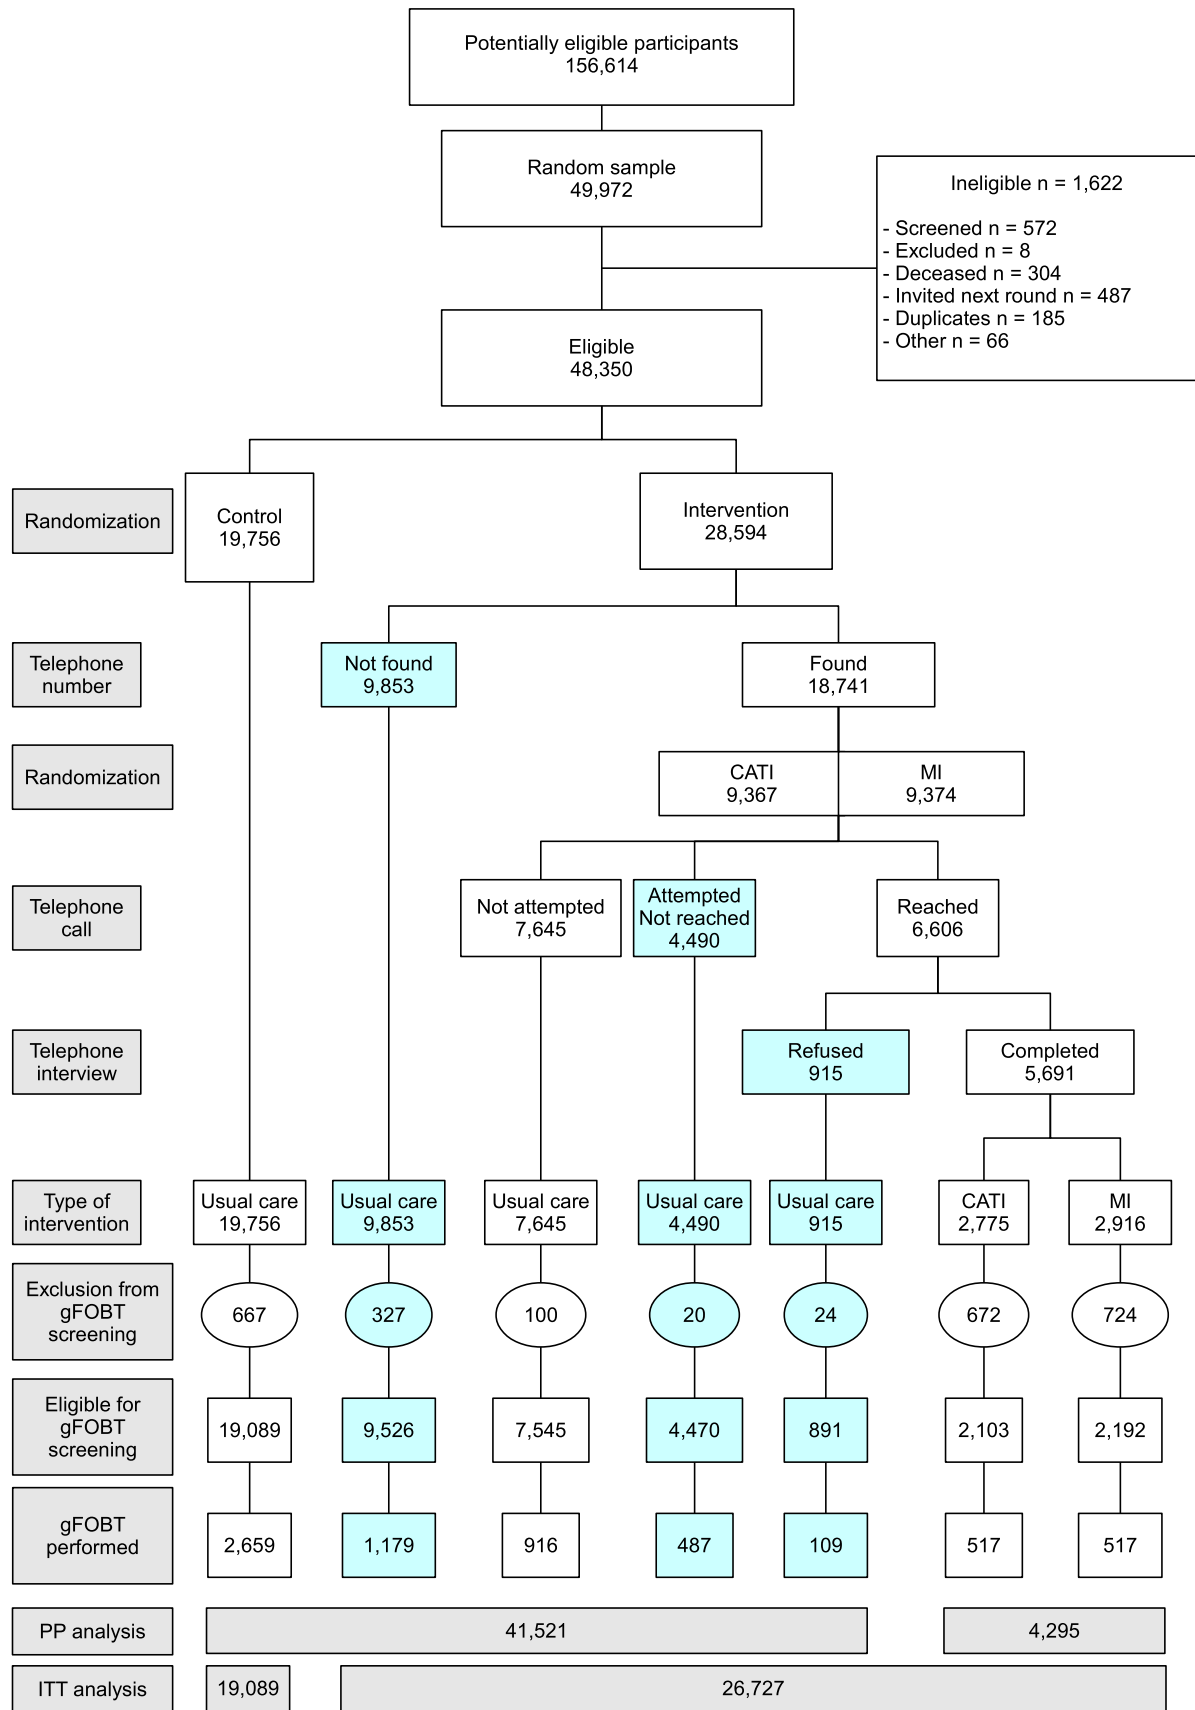 Potentially eligible participants
156,614
Random sample
49,972
Ineligible n = 1,622
- Screened n = 572
- Excluded n = 8
- Deceased n = 304
- Invited next round n = 487
- Duplicates n = 185
- Other n = 66
Eligible
48,350
Randomization
Control
19,756
Intervention
28,594
Telephone
number
Not found
9,853
Found
18,741
Randomization
CATI
9,367
MI
9,374
Telephone
call
Not attempted
7,645
Attempted
Not reached
4,490
Reached
6,606
Telephone
interview
Refused
915
Completed
5,691
Type of
intervention
Usual care
19,756
Usual care
9,853
Usual care
7,645
Usual care
4,490
Usual care
915
CATI
2,775
MI
2,916
Exclusion from
gFOBT
screening
667
327
100
20
24
672
724
Eligible for
gFOBT
screening
19,089
9,526
7,545
4,470
891
2,103
2,192
gFOBT
performed
2,659
1,179
916
487
109
517
517
PP analysis
41,521
4,295
ITT analysis
19,089
26,727